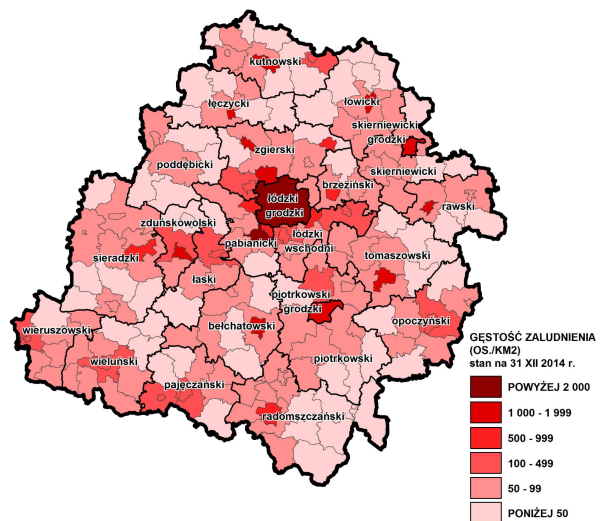 kutnowski
łęczycki
łowicki
skierniewicki
grodzki
zgierski
poddębicki
skierniewicki
brzeziński
łódzki
grodzki
rawski
zduńskowolski
łódzki
wschodni
pabianicki
sieradzki
tomaszowski
łaski
piotrkowski
grodzki
opoczyński
wieruszowski
bełchatowski
wieluński
piotrkowski
pajęczański
radomszczański
GĘSTOŚĆ ZALUDNIENIA
(OS./KM2)
stan na 31 XII 2014 r.
POWYŻEJ 2 000
1 000 - 1 999
500 - 999
100 - 499
50 - 99
PONIŻEJ 50